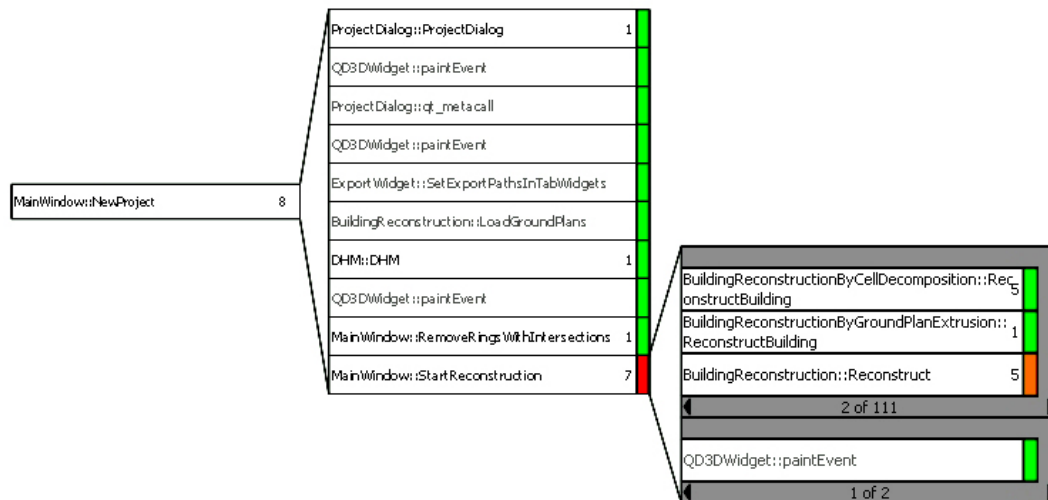 ProjectDialog::ProjectDialog 1
QD3DWidget::paintEvent
ProjectDialog::qt_metacall
QD3DWidget::paintEvent
ExportWidget::SetExportPathsInTabWidgets
MainWindow::NewProject 8
BuildingReconstruction::LoadGroundPlans
DHM::DHM 1
QD3DWidget::paintEvent
MainWindow::RemoveRingsWithIntersections 1
MainWindow::StartReconstruction 7
BuildingReconstructionByCellDecomposition::Rec
onstructBuilding 5
BuildingReconstructionByGroundPlanExtrusion::
ReconstructBuilding 1
BuildingReconstruction::Reconstruct 5
2 of 111
QD3DWidget::paintEvent
1 of 2